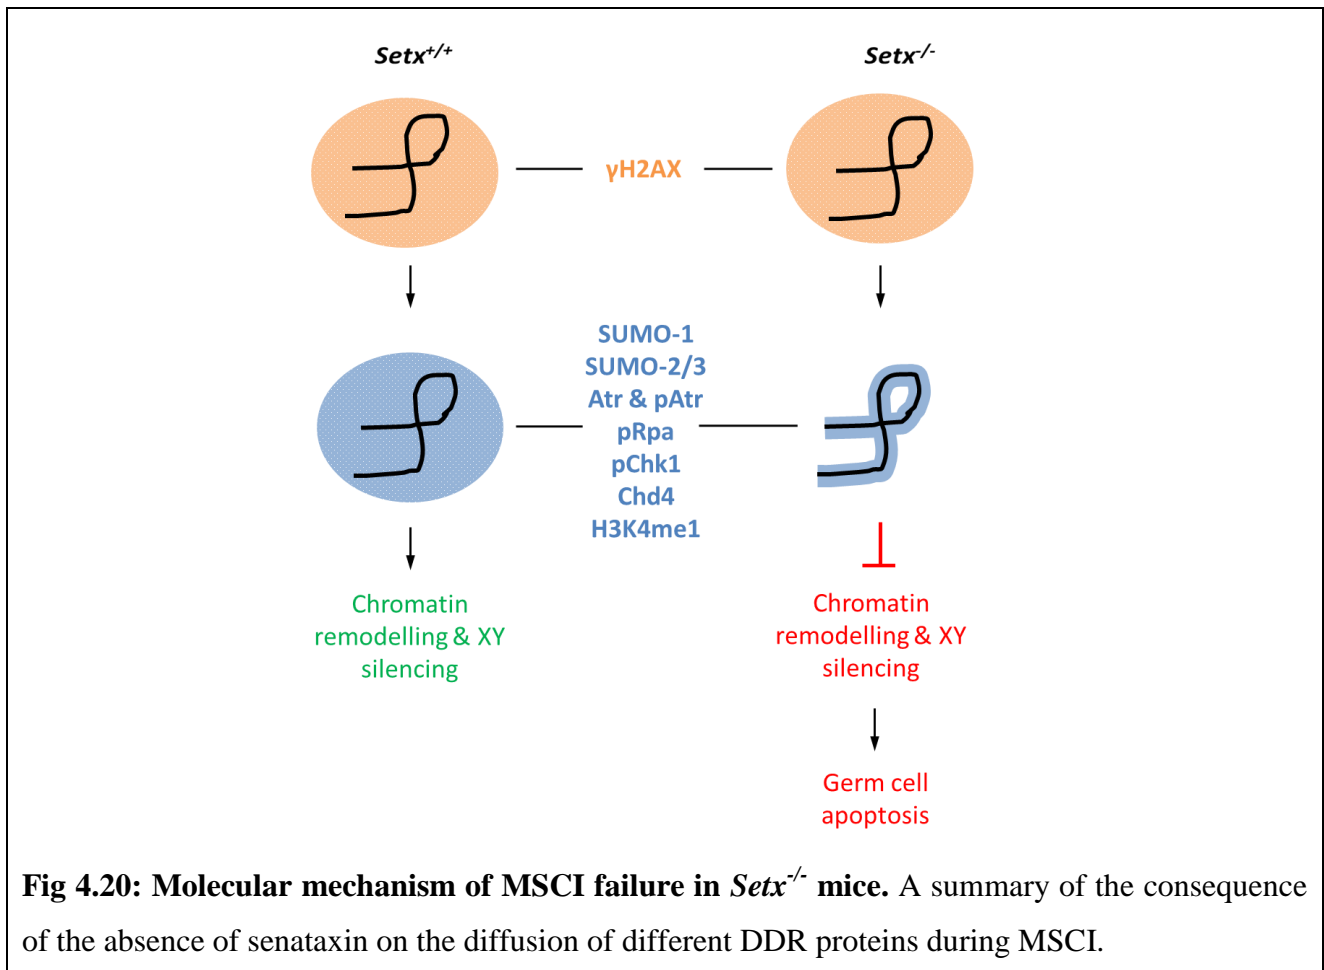 Setx+/+
Setx-/-
γH2AX
SUMO-1
SUMO-2/3
Atr & pAtr
pRpa
pChk1
Chd4
H3K4me1
Chromatin
remodelling & XY
silencing
Chromatin
remodelling & XY
silencing
Germ cell
apoptosis
Fig 4.20: Molecular mechanism of MSCI failure in Setx-/- mice. A summary of the consequence
of the absence of senataxin on the diffusion of different DDR proteins during MSCI.